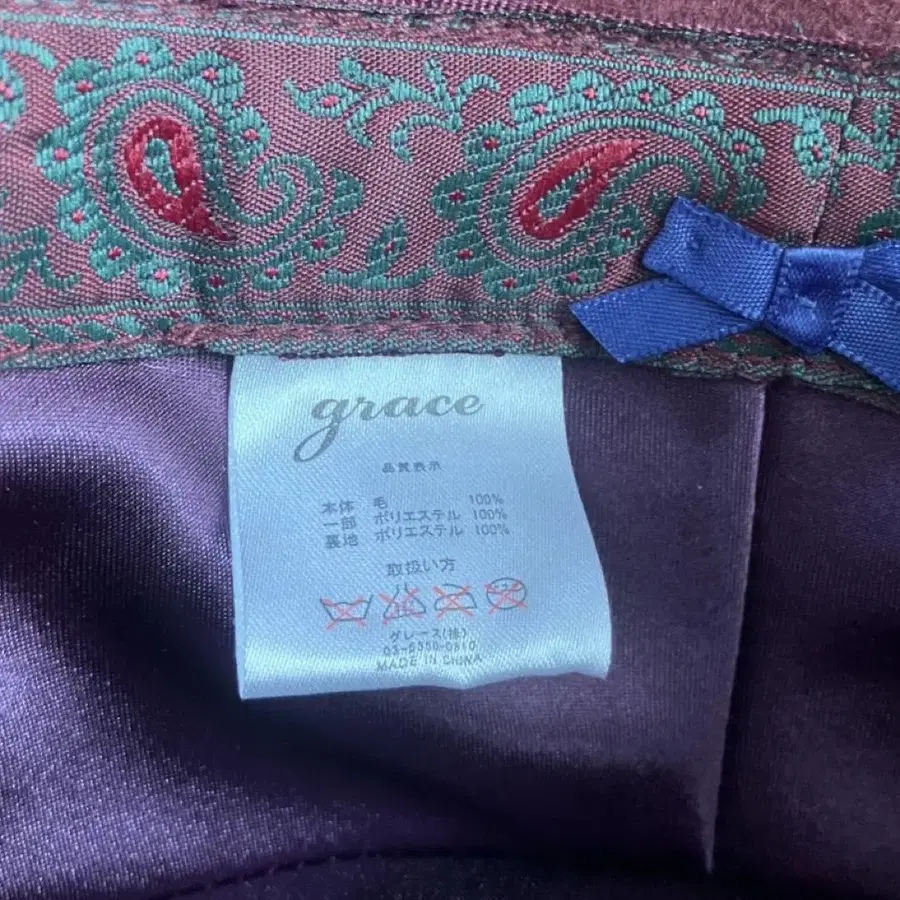 grace
品質表示
本体 毛 100%
一部 ポリエステル 100%
裏地 ポリエステル 100%
取扱い方
グレース(株)
MADE IN CHINA